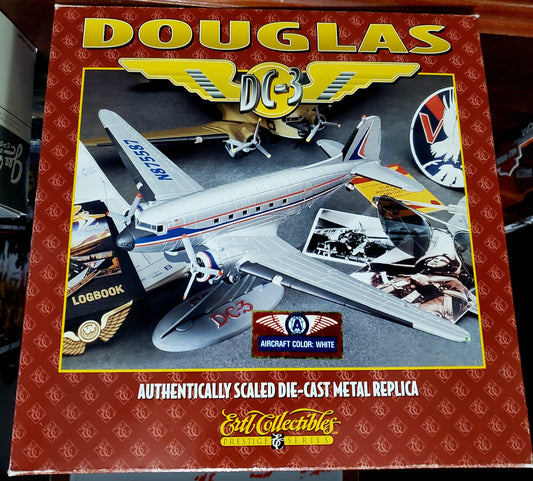 DOUGLAS
DC-3
N875587
LOGBOOK
W
DC-3
A
AIRCRAFT COLOR: WHITE
AUTHENTICALLY SCALED DIE-CAST METAL REPLICA
Ertl Collectibles
PRESTIGE SERIES